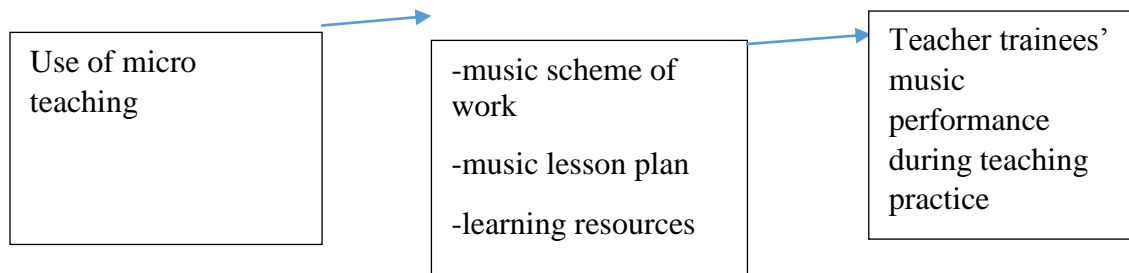 Use of micro
teaching
-music scheme of
work
-music lesson plan
-learning resources
Teacher trainees’
music
performance
during teaching
practice